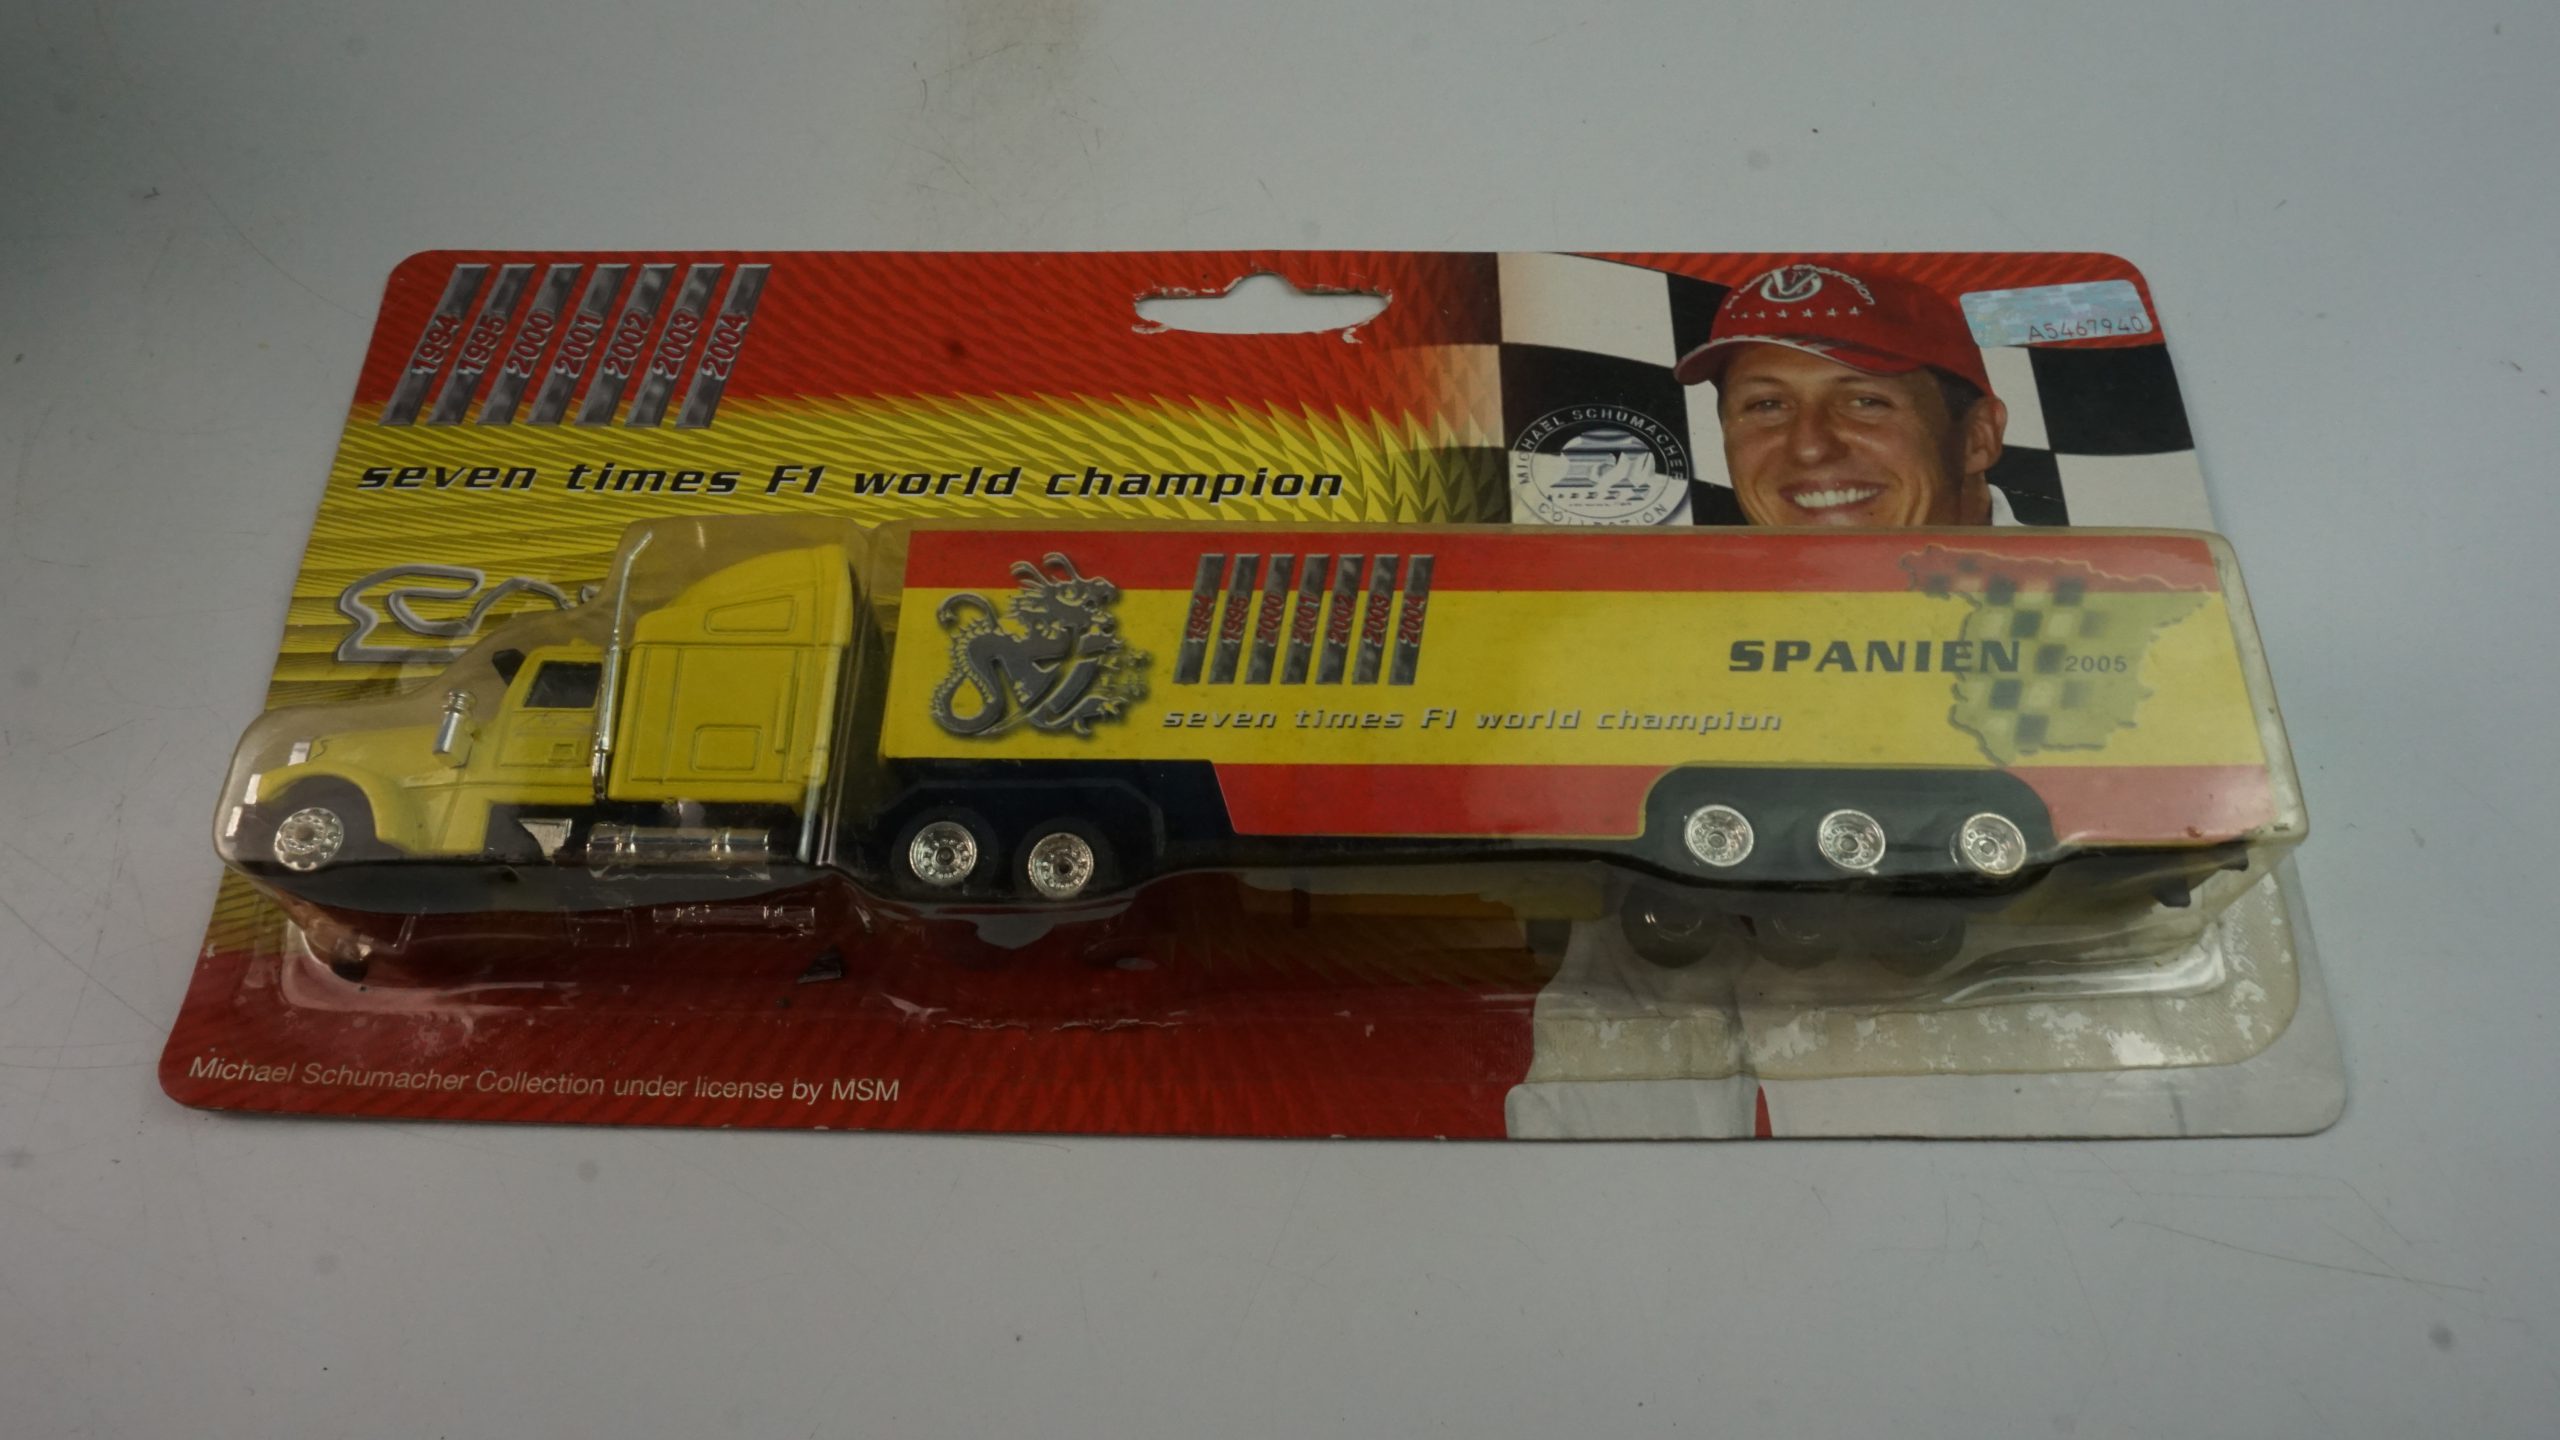 1994
1995
2000
2001
2002
2003
2004
A5467940
seven times F1 world champion
MICHAEL SCHUMACHER
COLLECTION
1994
1995
2000
2001
2002
2003
2004
SPANIEN 2005
seven times F1 world champion
Michael Schumacher Collection under license by MSM